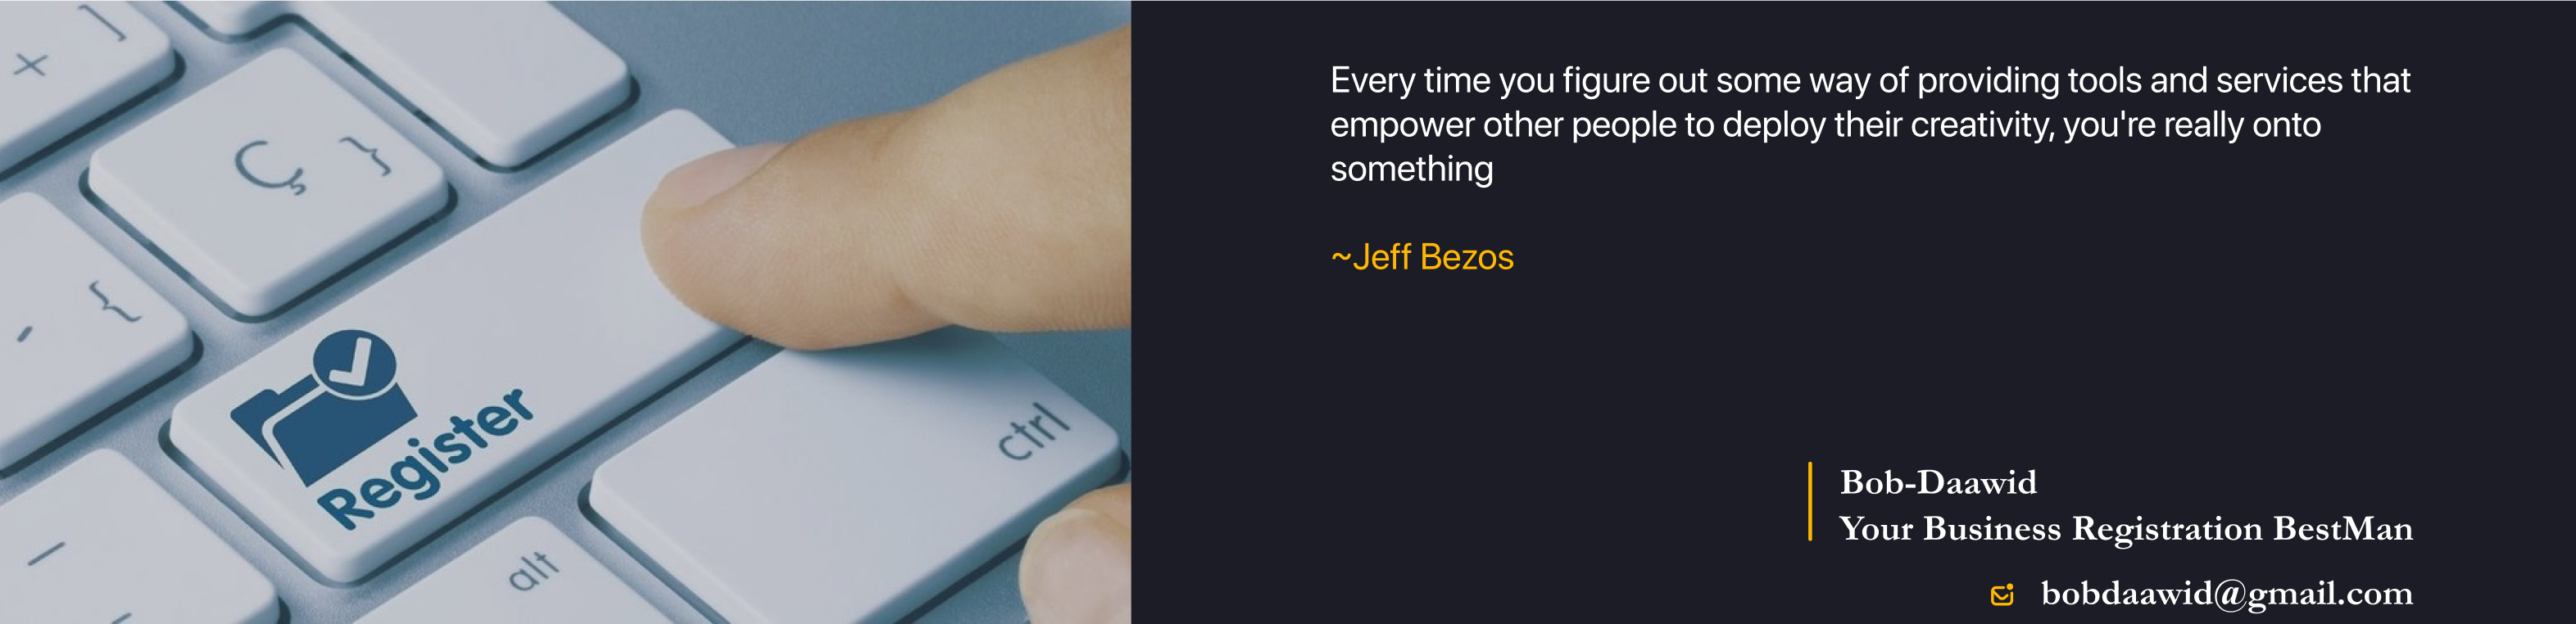 + ]
Ç }
- {
Register
ctrl
alt
Every time you figure out some way of providing tools and services that
empower other people to deploy their creativity, you're really onto
something
~Jeff Bezos
Bob-Daawid
Your Business Registration BestMan
bobdaawid@gmail.com